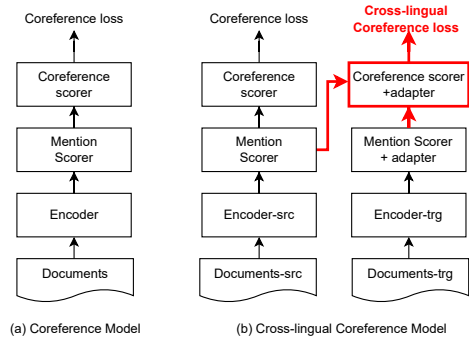 Coreference loss
Coreference
scorer
Mention
Scorer
Encoder
Documents
(a) Coreference Model
Coreference loss
Coreference
scorer
Mention
Scorer
Encoder-src
Documents-src
Cross-lingual
Coreference loss
Coreference scorer
+adapter
Mention Scorer
+ adapter
Encoder-trg
Documents-trg
(b) Cross-lingual Coreference Model